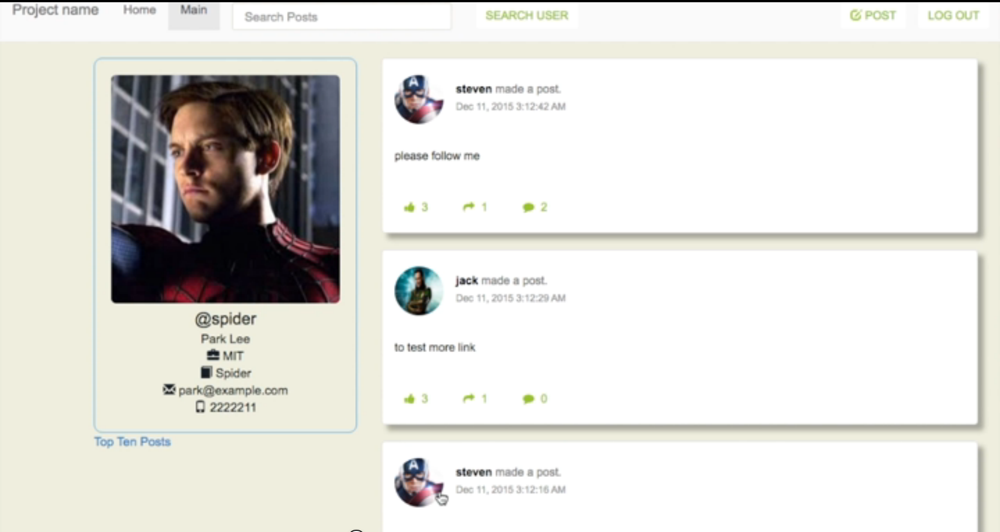 Project name Home Main Search Posts SEARCH USER POST LOG OUT
@spider
Park Lee
MIT
Spider
park@example.com
2222211
Top Ten Posts
steven made a post.
Dec 11, 2015 3:12:42 AM
please follow me
3 1 2
jack made a post.
Dec 11, 2015 3:12:29 AM
to test more link
3 1 0
steven made a post.
Dec 11, 2015 3:12:16 AM